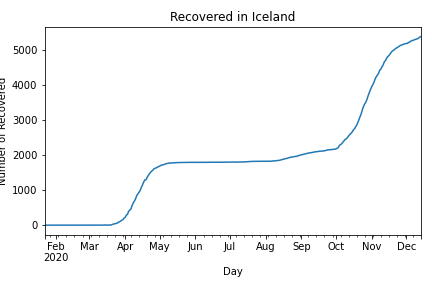 Recovered in Iceland
Number of Recovered
5000
4000
3000
2000
1000
0
Feb Mar Apr May Jun Jul Aug Sep Oct Nov Dec
2020
Day